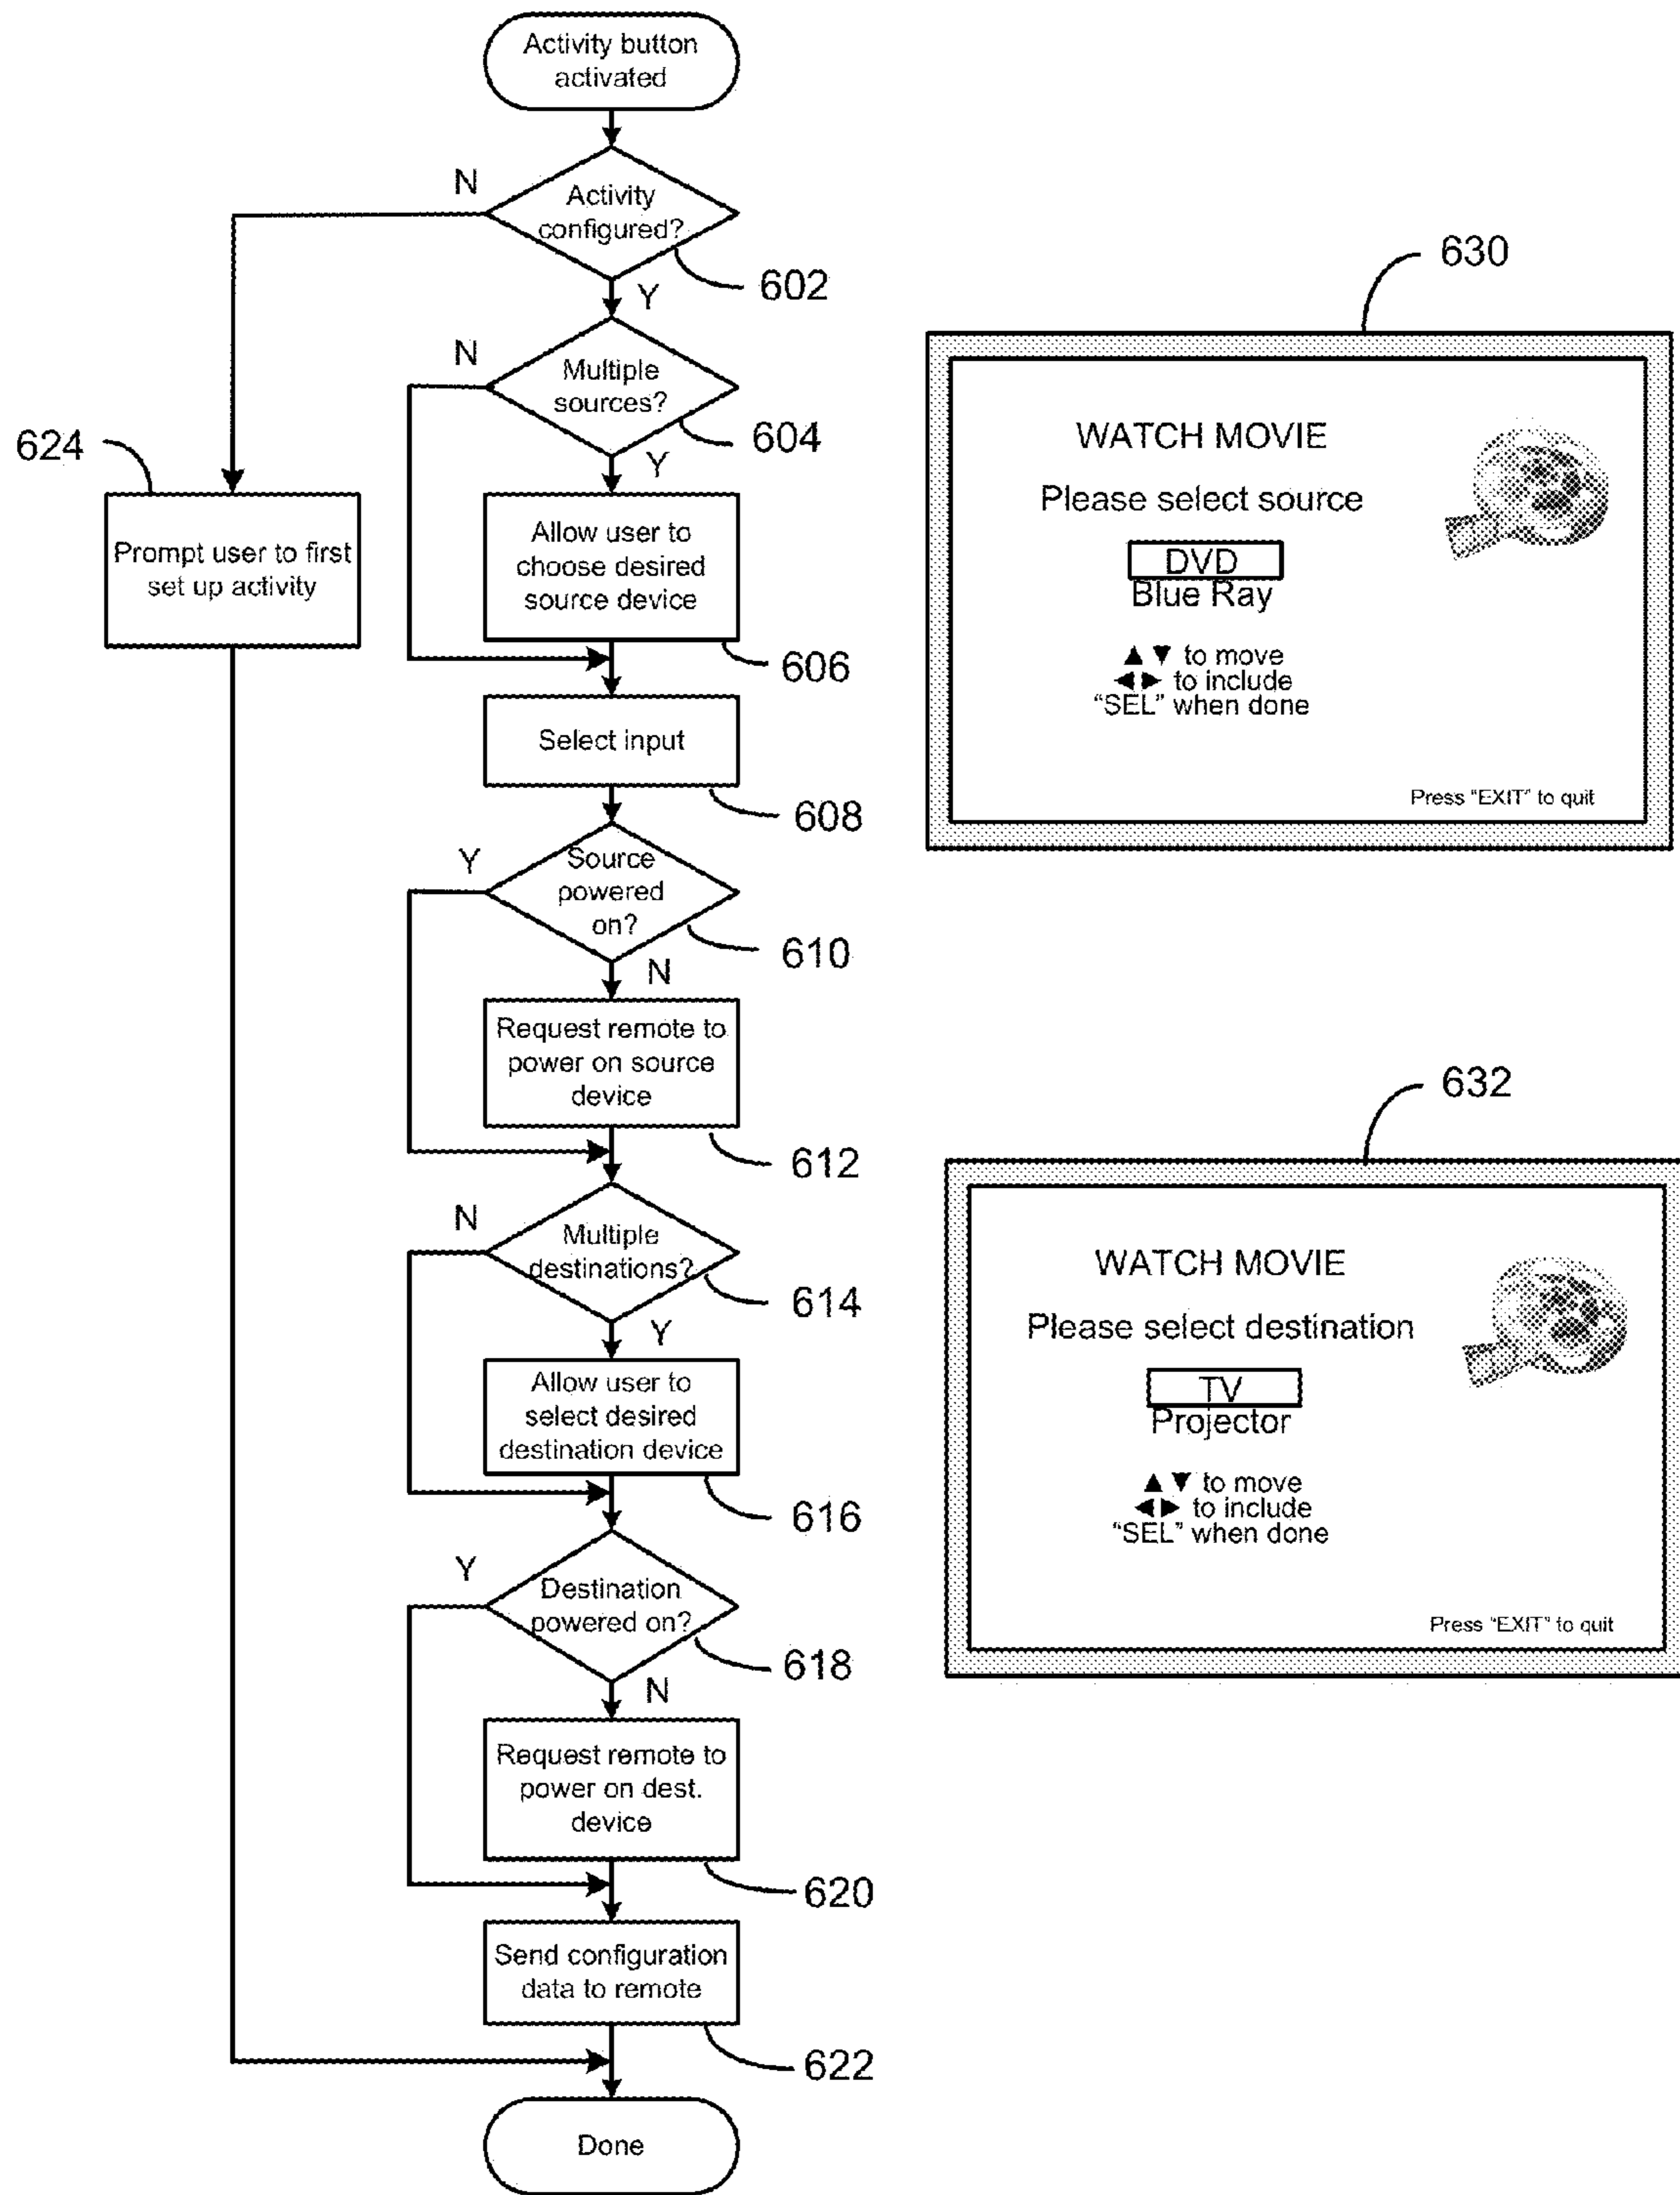 Activity button
activated
N
Activity
configured?
602
Y
N
Multiple
sources?
604
Y
624
Prompt user to first
set up activity
Allow user to
choose desired
source device
606
Select input
608
Y
Source
powered
on?
610
N
Request remote to
power on source
device
612
N
Multiple
destinations?
614
Y
Allow user to
select desired
destination device
616
Y
Destination
powered on?
618
N
Request remote to
power on dest.
device
620
Send configuration
data to remote
622
Done
630
WATCH MOVIE
Please select source
DVD
Blue Ray
▲ ▼ to move
◀▶ to include
“SEL” when done
Press “EXIT” to quit
632
WATCH MOVIE
Please select destination
TV
Projector
▲ ▼ to move
◀▶ to include
“SEL” when done
Press “EXIT” to quit